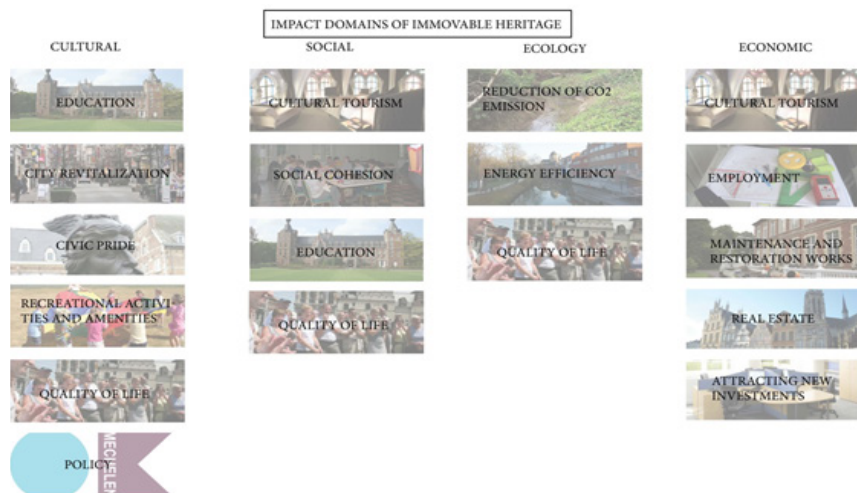 IMPACT DOMAINS OF IMMOVABLE HERITAGE
CULTURAL
EDUCATION
CITY REVITALIZATION
CIVIC PRIDE
RECREATIONAL ACTIVI-
TIES AND AMENITIES
QUALITY OF LIFE
POLICY
MECHELEN
SOCIAL
CULTURAL TOURISM
SOCIAL COHESION
EDUCATION
QUALITY OF LIFE
ECOLOGY
REDUCTION OF CO2
EMISSION
ENERGY EFFICIENCY
QUALITY OF LIFE
ECONOMIC
CULTURAL TOURISM
EMPLOYMENT
MAINTENANCE AND
RESTORATION WORKS
REAL ESTATE
ATTRACTING NEW
INVESTMENTS